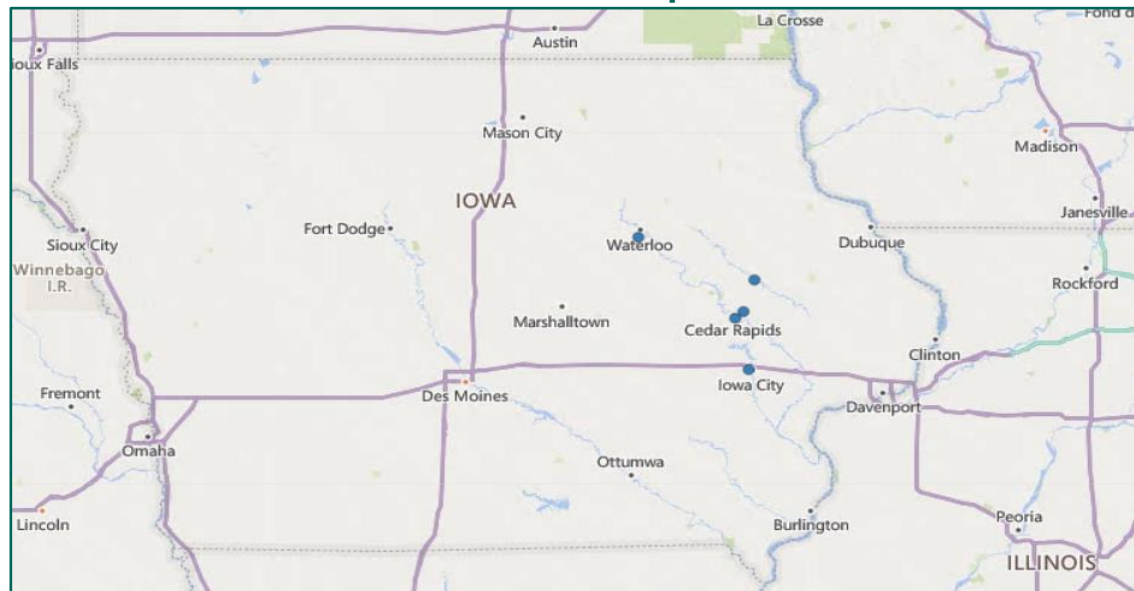 La Crosse
Fond d
Austin
ioux Falls
Mason City
Madison
IOWA
Janesville
Fort Dodge
Sioux City
Waterloo
Dubuque
Winnebago
I.R.
Rockford
Marshalltown
Cedar Rapids
Clinton
Fremont
Iowa City
Des Moines
Davenport
Omaha
Ottumwa
Lincoln
Burlington
Peoria
ILLINOIS